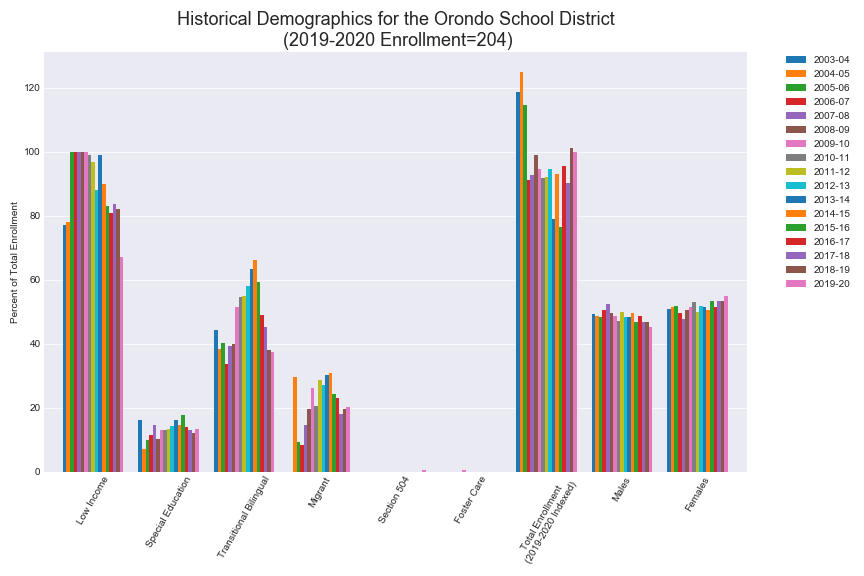 Historical Demographics for the Orondo School District
(2019-2020 Enrollment=204)
Percent of Total Enrollment
120
100
80
60
40
20
0
Low Income
Special Education
Transitional Bilingual
Migrant
Section 504
Foster Care
Total Enrollment
(2019-2020 Indexed)
Males
Females
2003-04
2004-05
2005-06
2006-07
2007-08
2008-09
2009-10
2010-11
2011-12
2012-13
2013-14
2014-15
2015-16
2016-17
2017-18
2018-19
2019-20